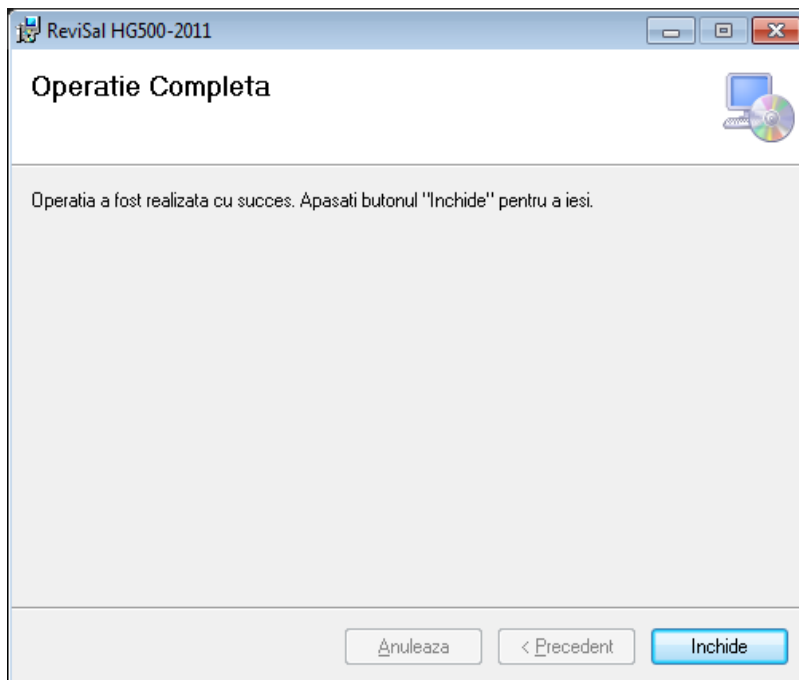 ReviSal HG500-2011
Operatie Completa
Operatia a fost realizata cu succes. Apasati butonul "Inchide" pentru a iesi.
Anuleaza
< Precedent
Inchide